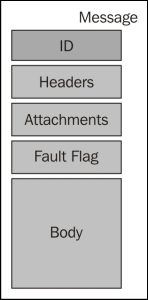 Message
ID
Headers
Attachments
Fault Flag
Body